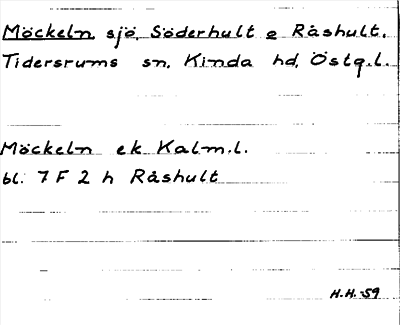 Möckeln, sjö, Söderhult o Råshult,
Tidersrums sn, Kinda hd, Östg.l.
Möckeln ek Kalm.l.
bl. 7 F 2 h Råshult
H.H. -59